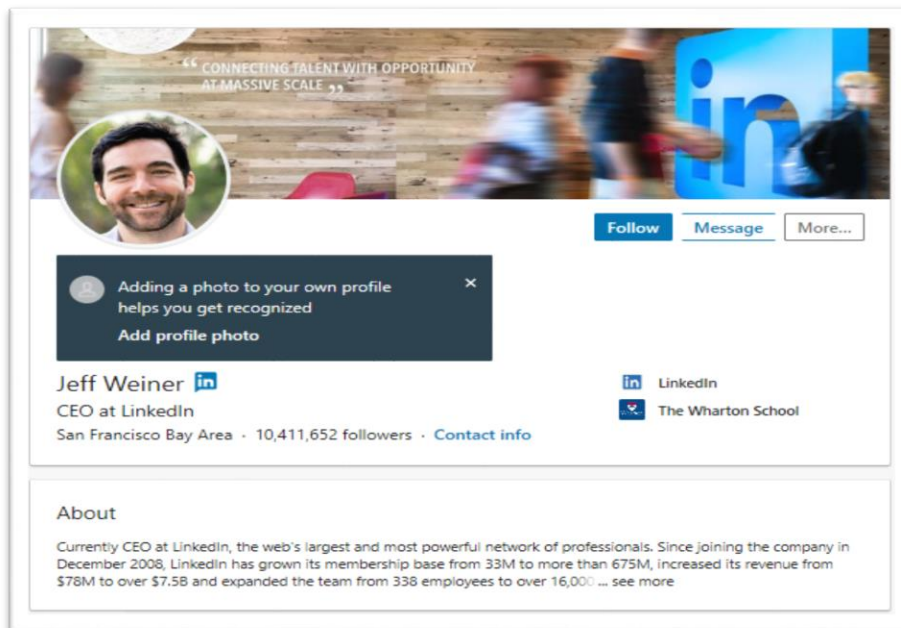 “ CONNECTING TALENT WITH OPPORTUNITY
AT MASSIVE SCALE ”
in
Follow
Message
More...
Adding a photo to your own profile
helps you get recognized
Add profile photo
Jeff Weiner in
CEO at LinkedIn
San Francisco Bay Area · 10,411,652 followers · Contact info
in LinkedIn
The Wharton School
About
Currently CEO at LinkedIn, the web's largest and most powerful network of professionals. Since joining the company in
December 2008, LinkedIn has grown its membership base from 33M to more than 675M, increased its revenue from
$78M to over $7.5B and expanded the team from 338 employees to over 16,000 ... see more